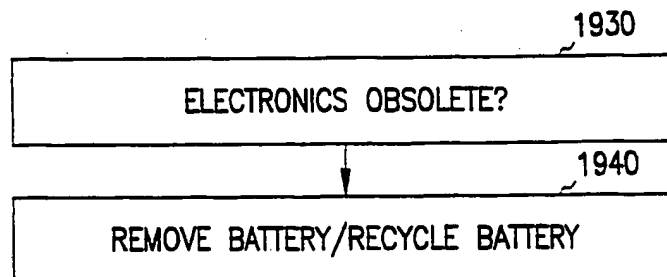 1930
ELECTRONICS OBSOLETE?
1940
REMOVE BATTERY/RECYCLE BATTERY